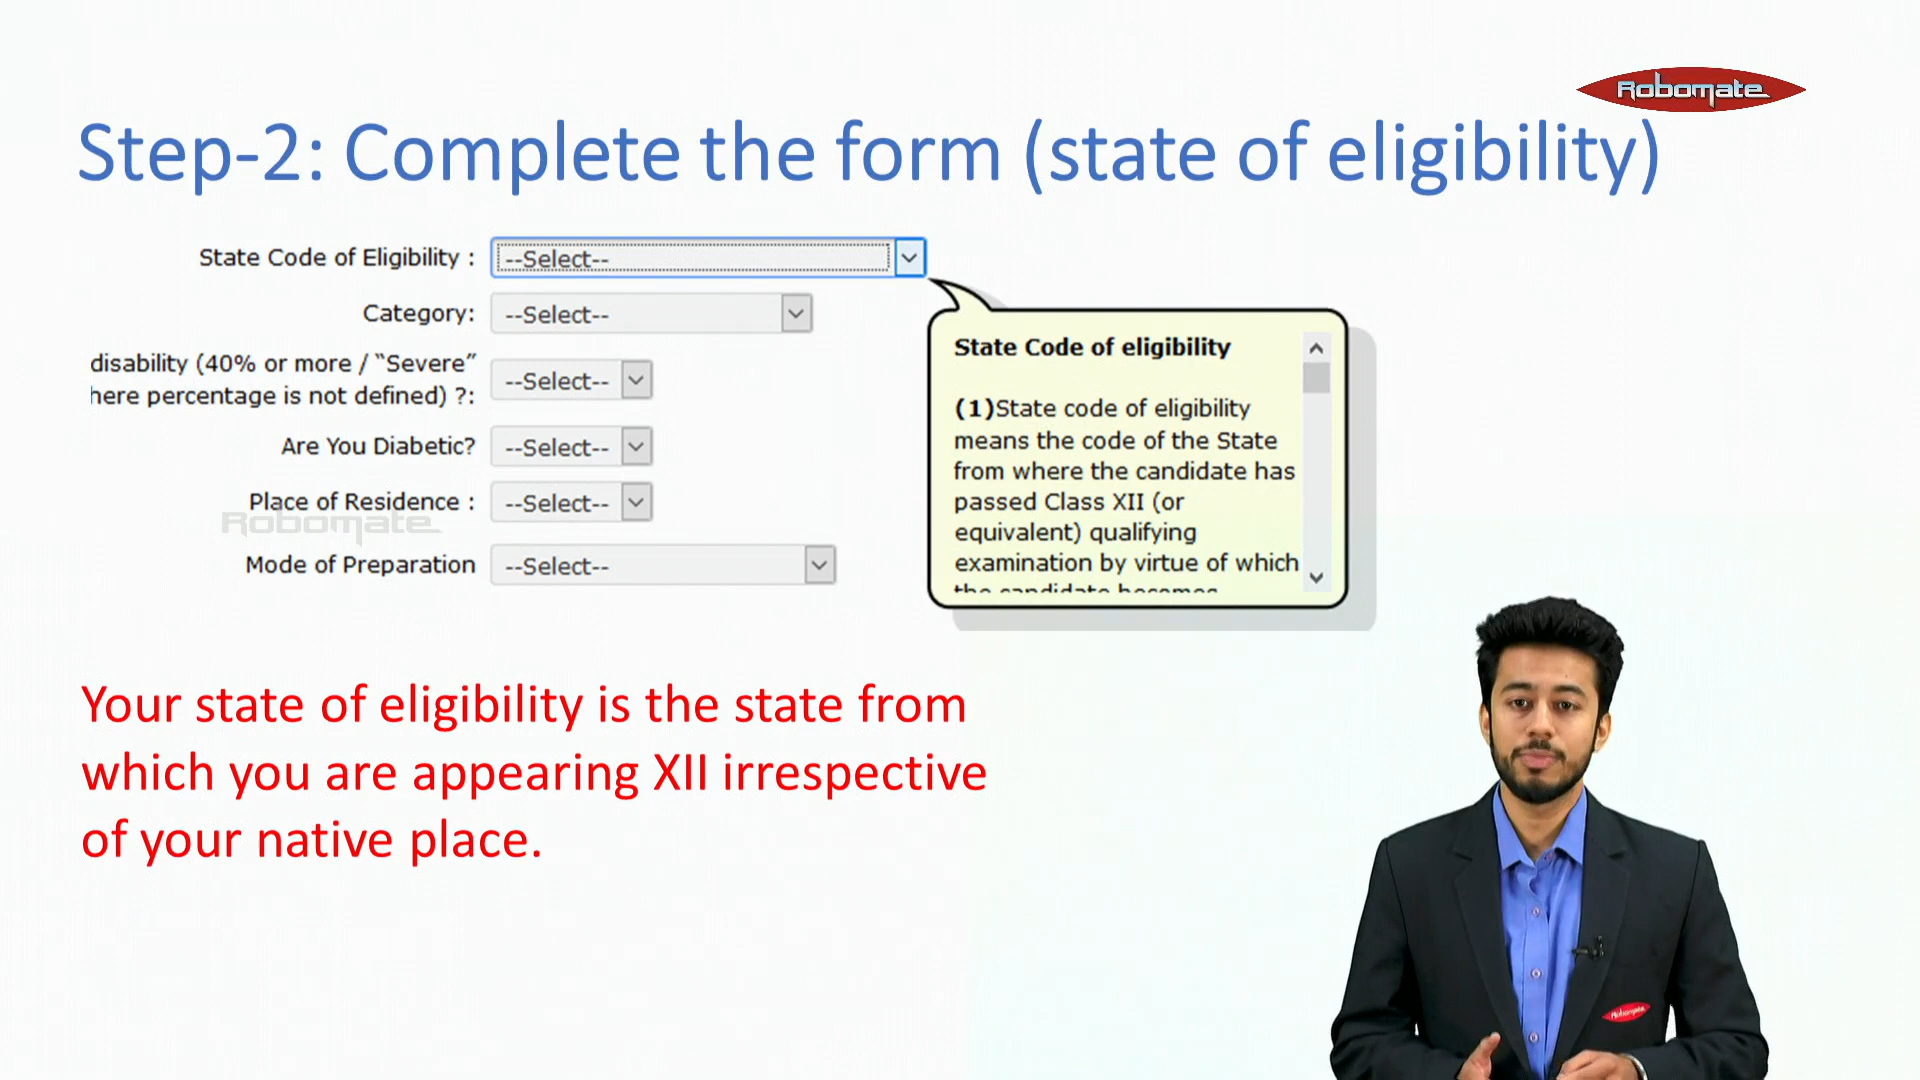 Robomate
Step-2: Complete the form (state of eligibility)
State Code of Eligibility : --Select--
Category: --Select--
disability (40% or more / “Severe”
here percentage is not defined) ?: --Select--
Are You Diabetic? --Select--
Place of Residence : --Select--
Robomate
Mode of Preparation --Select--
State Code of eligibility
(1)State code of eligibility
means the code of the State
from where the candidate has
passed Class XII (or
equivalent) qualifying
examination by virtue of which
the candidate becomes
Your state of eligibility is the state from
which you are appearing XII irrespective
of your native place.
Robomate